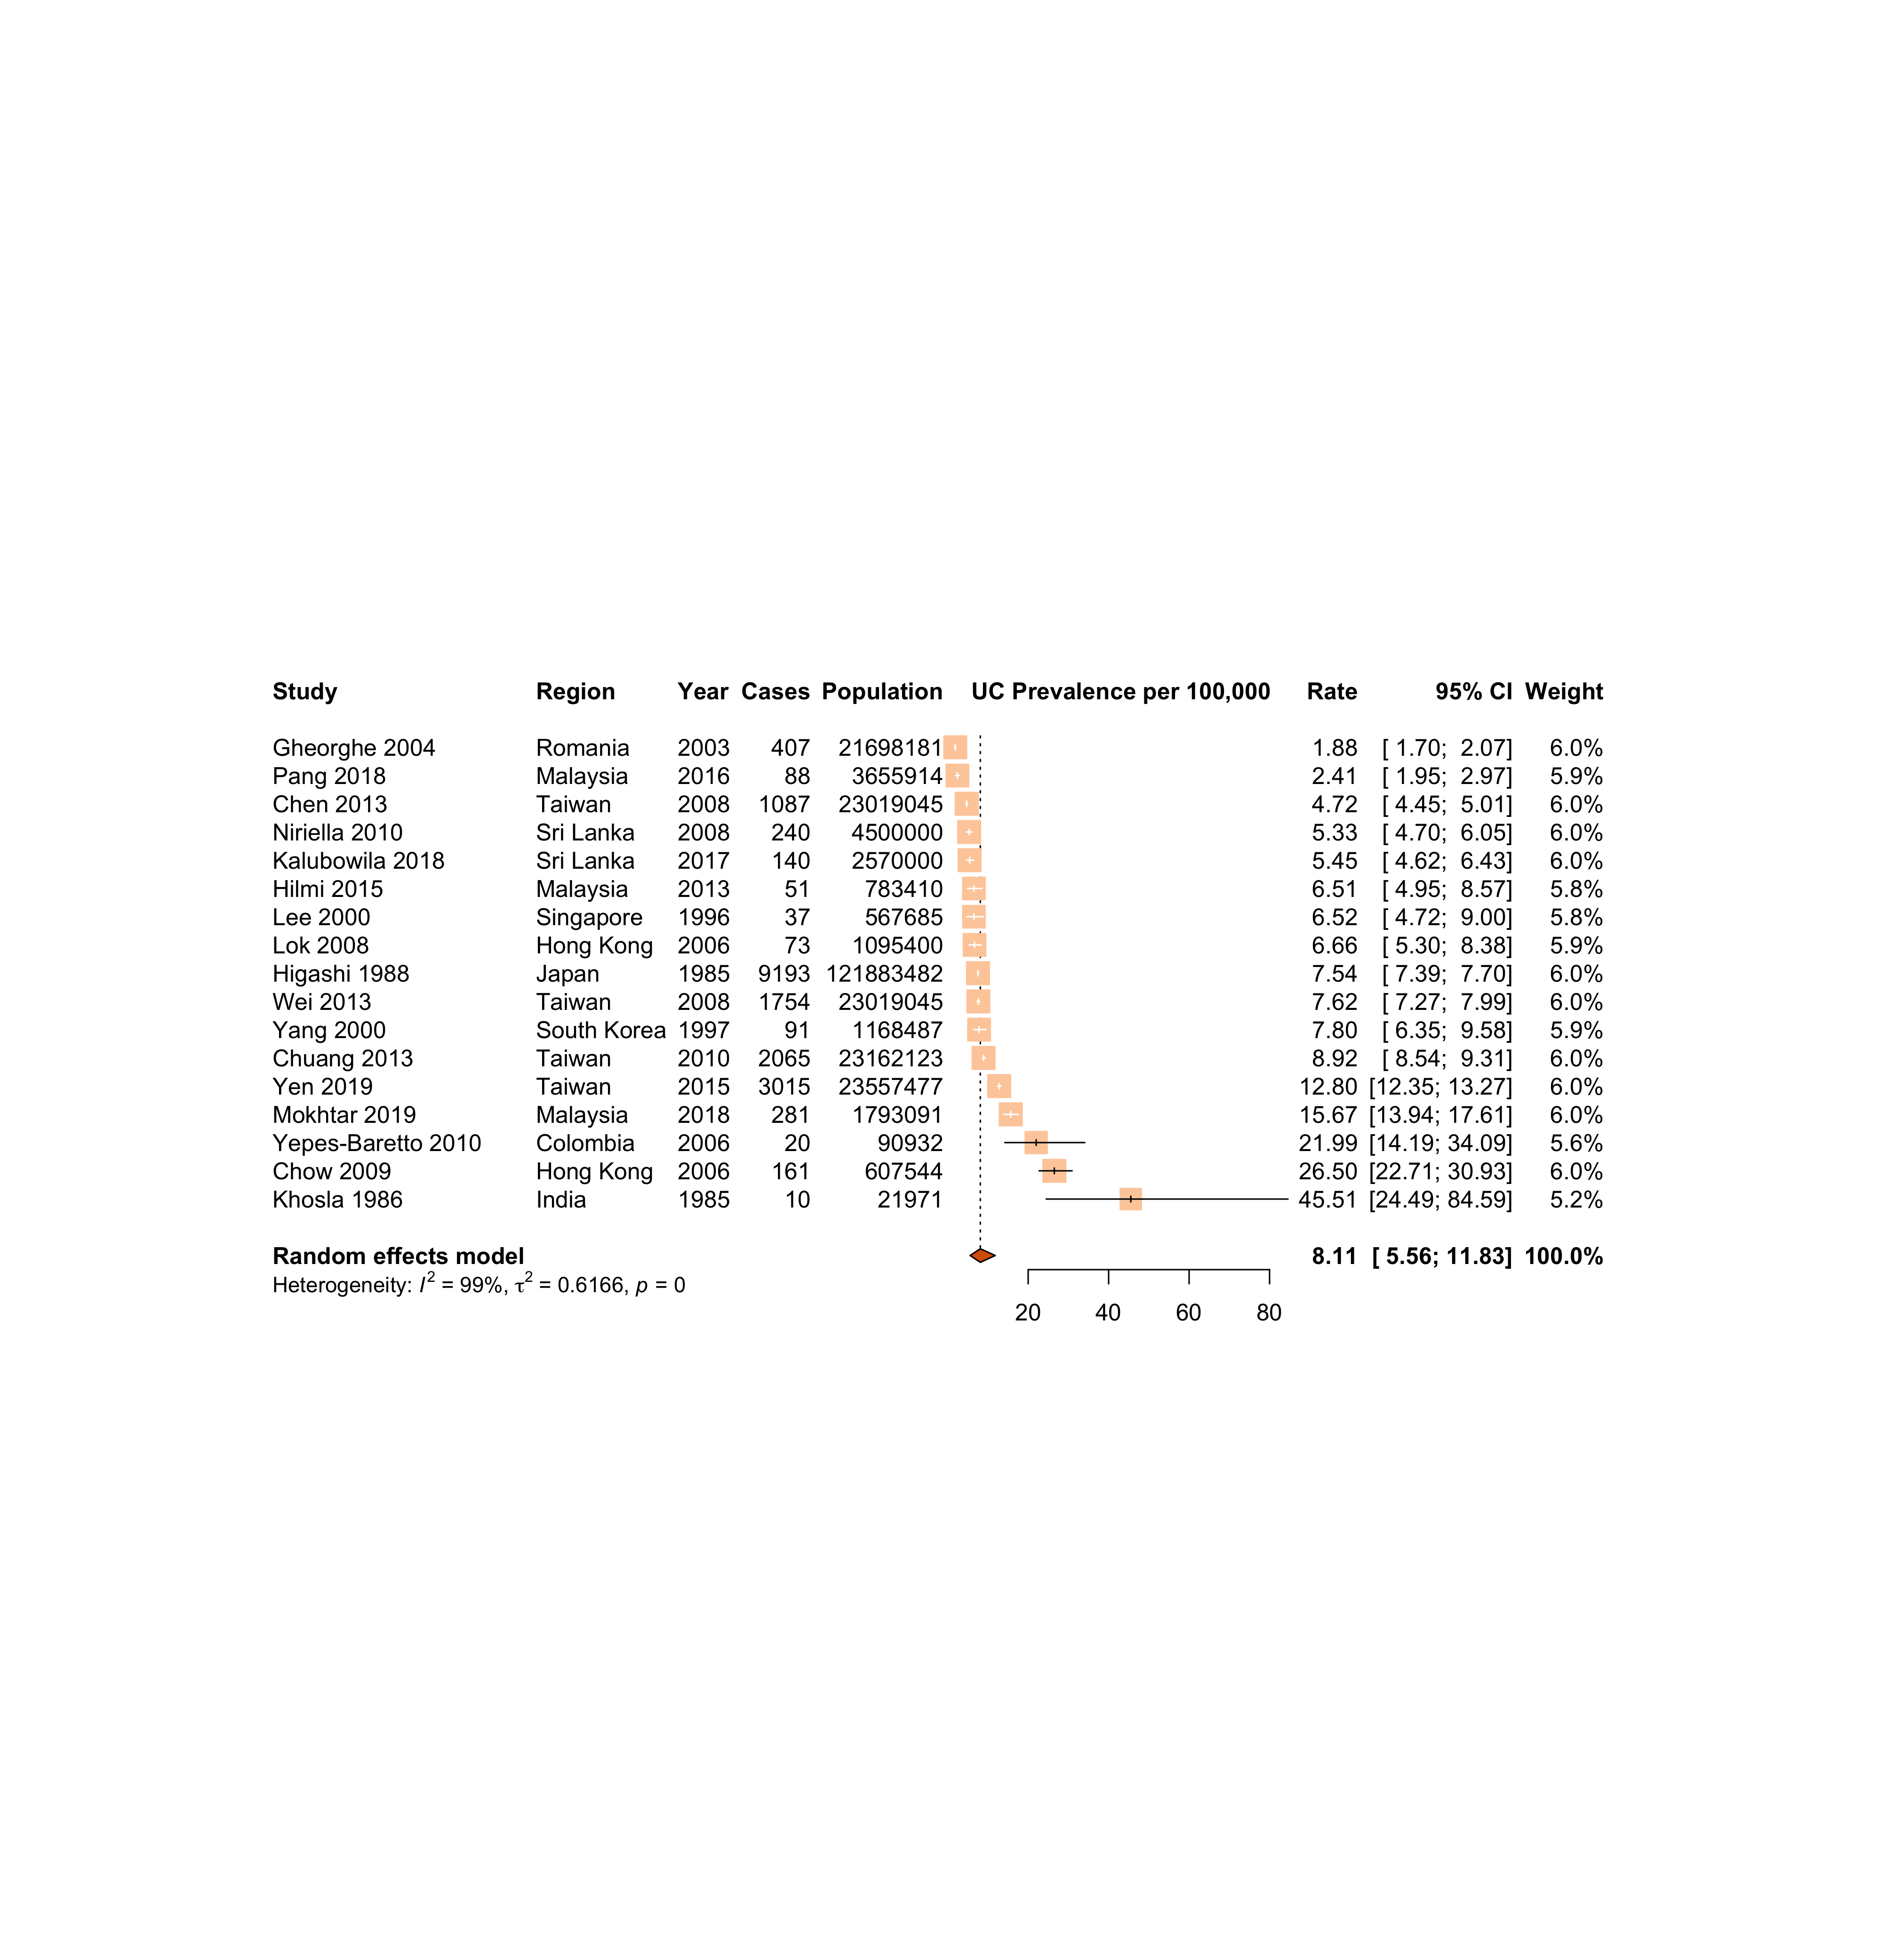 Study Region Year Cases Population UC Prevalence per 100,000 Rate 95% CI Weight
Gheorghe 2004 Romania 2003 407 21698181 1.88 [ 1.70; 2.07] 6.0%
Pang 2018 Malaysia 2016 88 3655914 2.41 [ 1.95; 2.97] 5.9%
Chen 2013 Taiwan 2008 1087 23019045 4.72 [ 4.45; 5.01] 6.0%
Niriella 2010 Sri Lanka 2008 240 4500000 5.33 [ 4.70; 6.05] 6.0%
Kalubowila 2018 Sri Lanka 2017 140 2570000 5.45 [ 4.62; 6.43] 6.0%
Hilmi 2015 Malaysia 2013 51 783410 6.51 [ 4.95; 8.57] 5.8%
Lee 2000 Singapore 1996 37 567685 6.52 [ 4.72; 9.00] 5.8%
Lok 2008 Hong Kong 2006 73 1095400 6.66 [ 5.30; 8.38] 5.9%
Higashi 1988 Japan 1985 9193 121883482 7.54 [ 7.39; 7.70] 6.0%
Wei 2013 Taiwan 2008 1754 23019045 7.62 [ 7.27; 7.99] 6.0%
Yang 2000 South Korea 1997 91 1168487 7.80 [ 6.35; 9.58] 5.9%
Chuang 2013 Taiwan 2010 2065 23162123 8.92 [ 8.54; 9.31] 6.0%
Yen 2019 Taiwan 2015 3015 23557477 12.80 [12.35; 13.27] 6.0%
Mokhtar 2019 Malaysia 2018 281 1793091 15.67 [13.94; 17.61] 6.0%
Yepes-Baretto 2010 Colombia 2006 20 90932 21.99 [14.19; 34.09] 5.6%
Chow 2009 Hong Kong 2006 161 607544 26.50 [22.71; 30.93] 6.0%
Khosla 1986 India 1985 10 21971 45.51 [24.49; 84.59] 5.2%
Random effects model 8.11 [ 5.56; 11.83] 100.0%
Heterogeneity: I² = 99%, τ² = 0.6166, p = 0
20 40 60 80